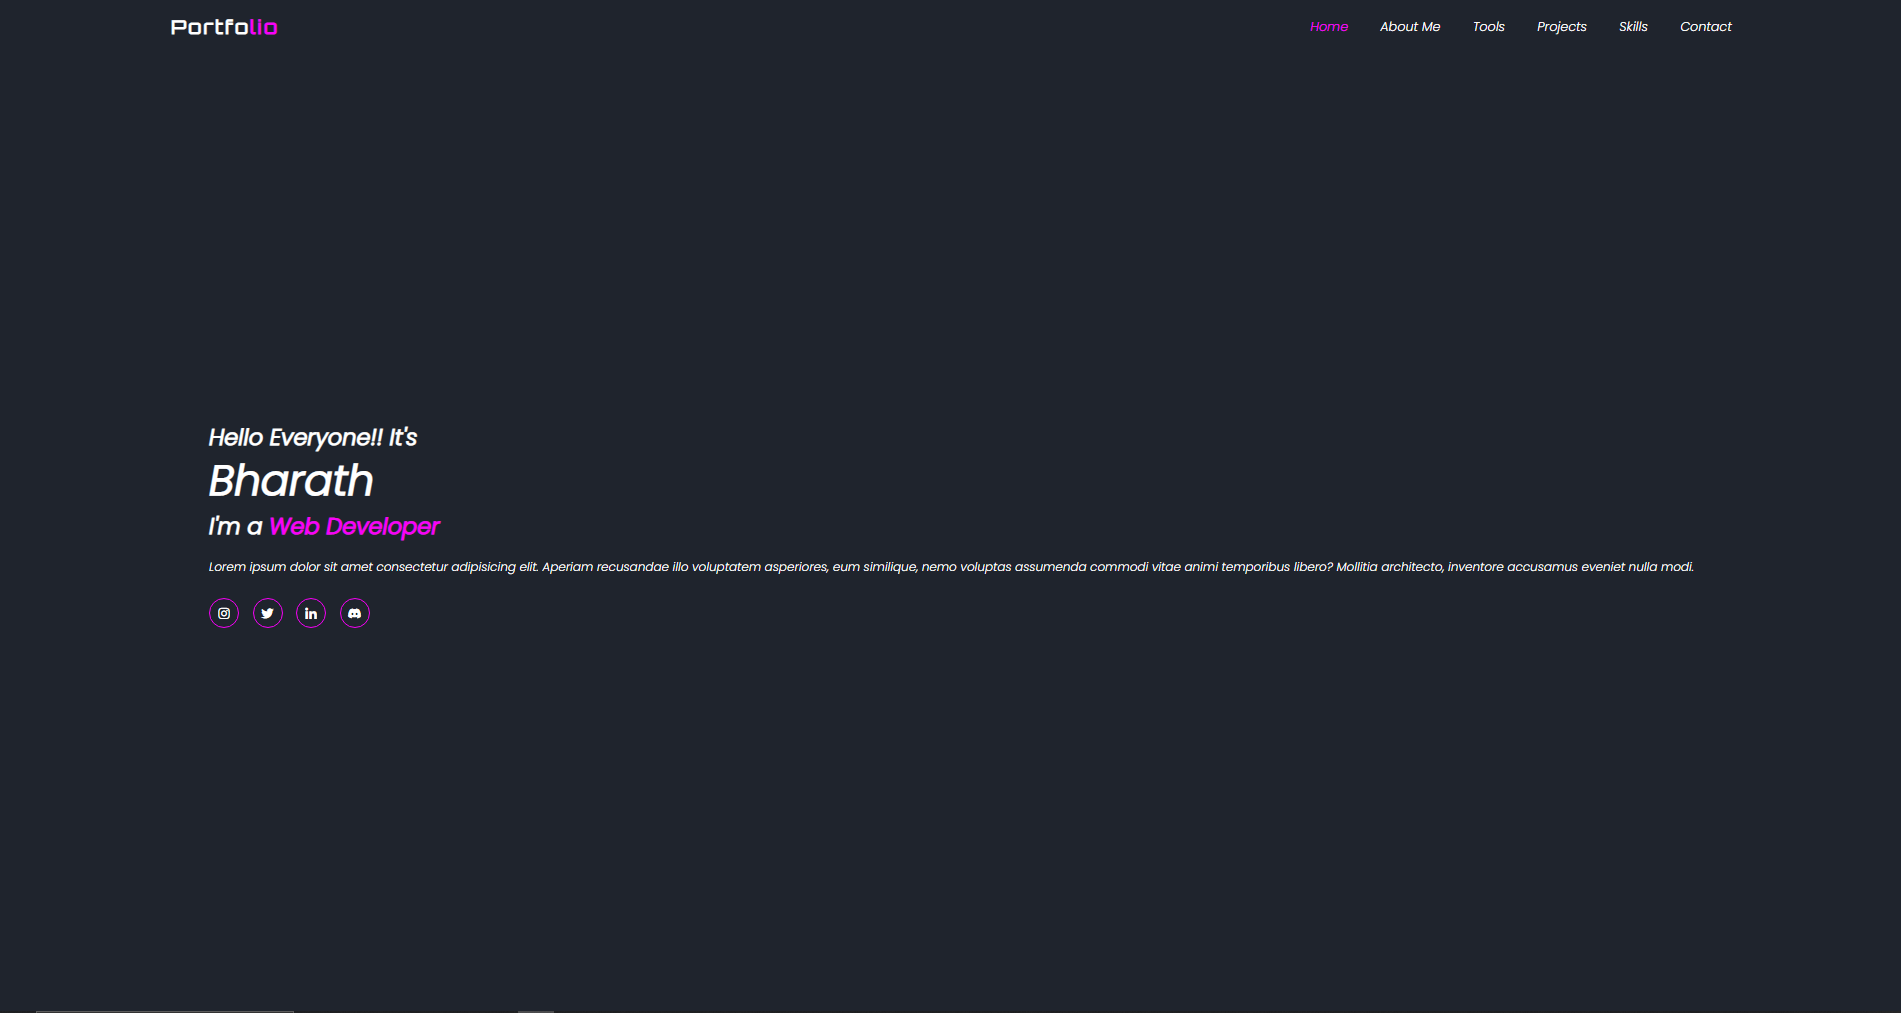 Portfolio
Home About Me Tools Projects Skills Contact
Hello Everyone!! It's
Bharath
I'm a Web Developer
Lorem ipsum dolor sit amet consectetur adipisicing elit. Aperiam recusandae illo voluptatem asperiores, eum similique, nemo voluptas assumenda commodi vitae animi temporibus libero? Mollitia architecto, inventore accusamus eveniet nulla modi.